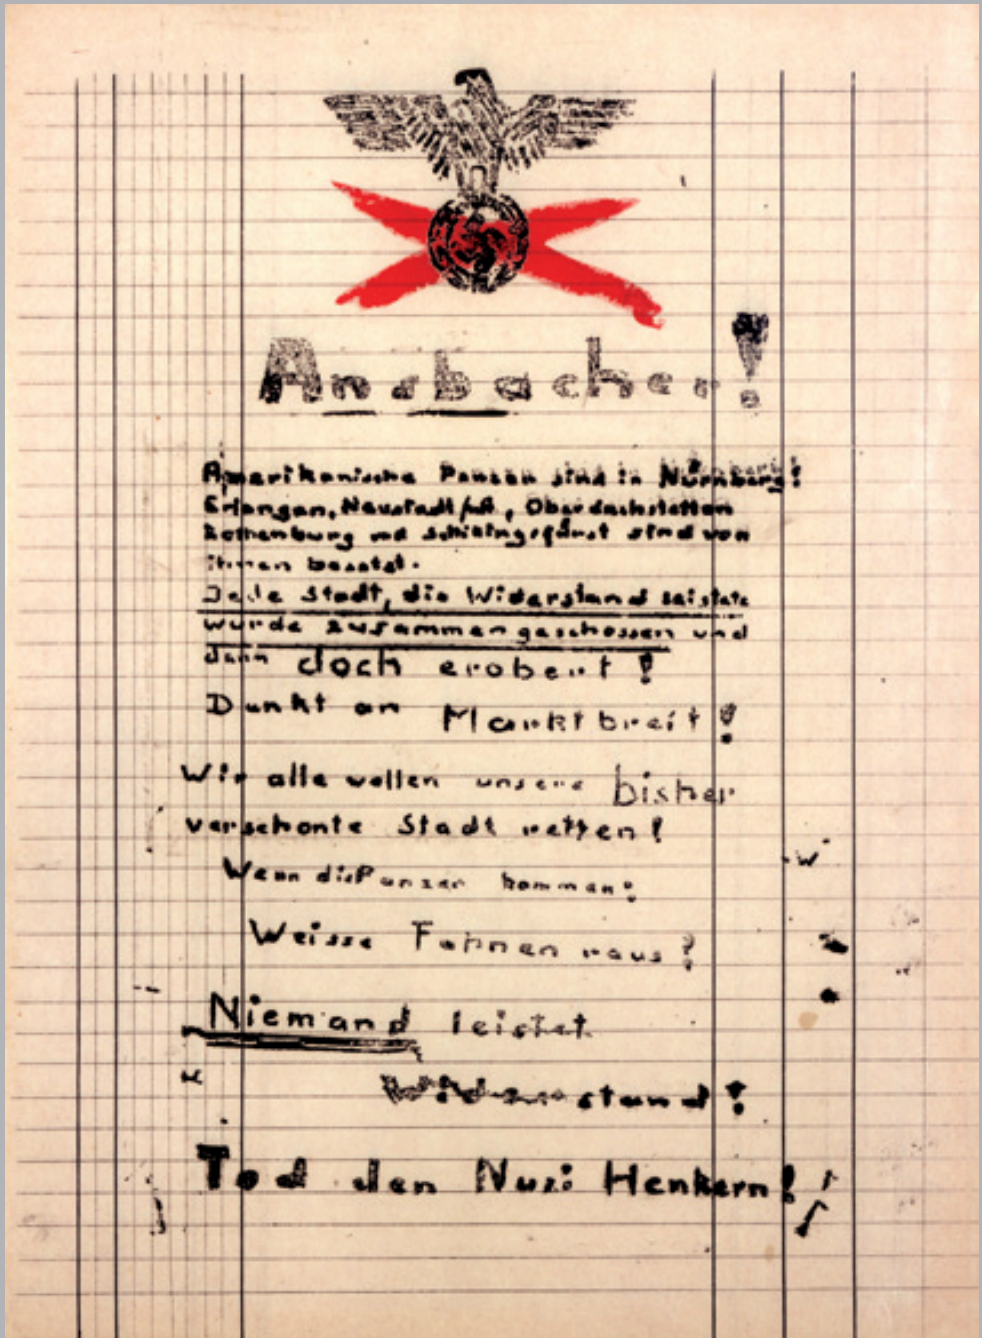 Ansbacher!
Amerikanische Panzer sind in Nürnberg!
Erlangen, Neustadt , Oberdachstetten
Rothenburg und Schillingsfürst sind von
ihnen besetzt.
Jede Stadt, die Widerstand leistete
wurde zusammengeschossen und
dann doch erobert!
Denkt an Marktbreit!
Wir alle wollen unsere bisher
verschonte Stadt retten!
Wenn die Panzer kommen:
Weisse Fahnen raus!
Niemand leistet
Widerstand!
Tod den Nazi Henkern!